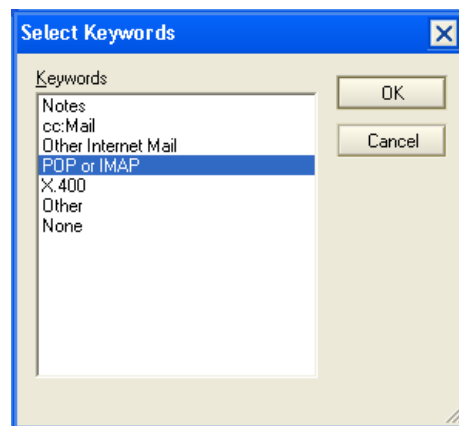 Select Keywords
Keywords
Notes
cc:Mail
Other Internet Mail
POP or IMAP
X.400
Other
None
OK
Cancel